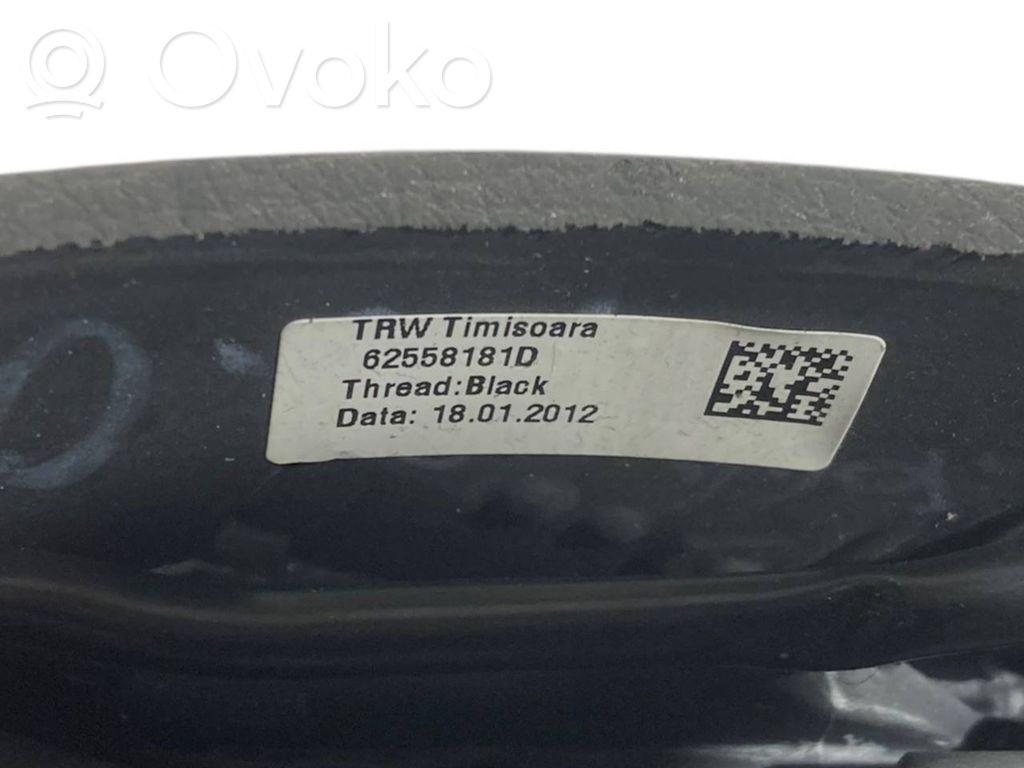 Ovoko
TRW Timisoara
62558181D
Thread:Black
Data: 18.01.2012